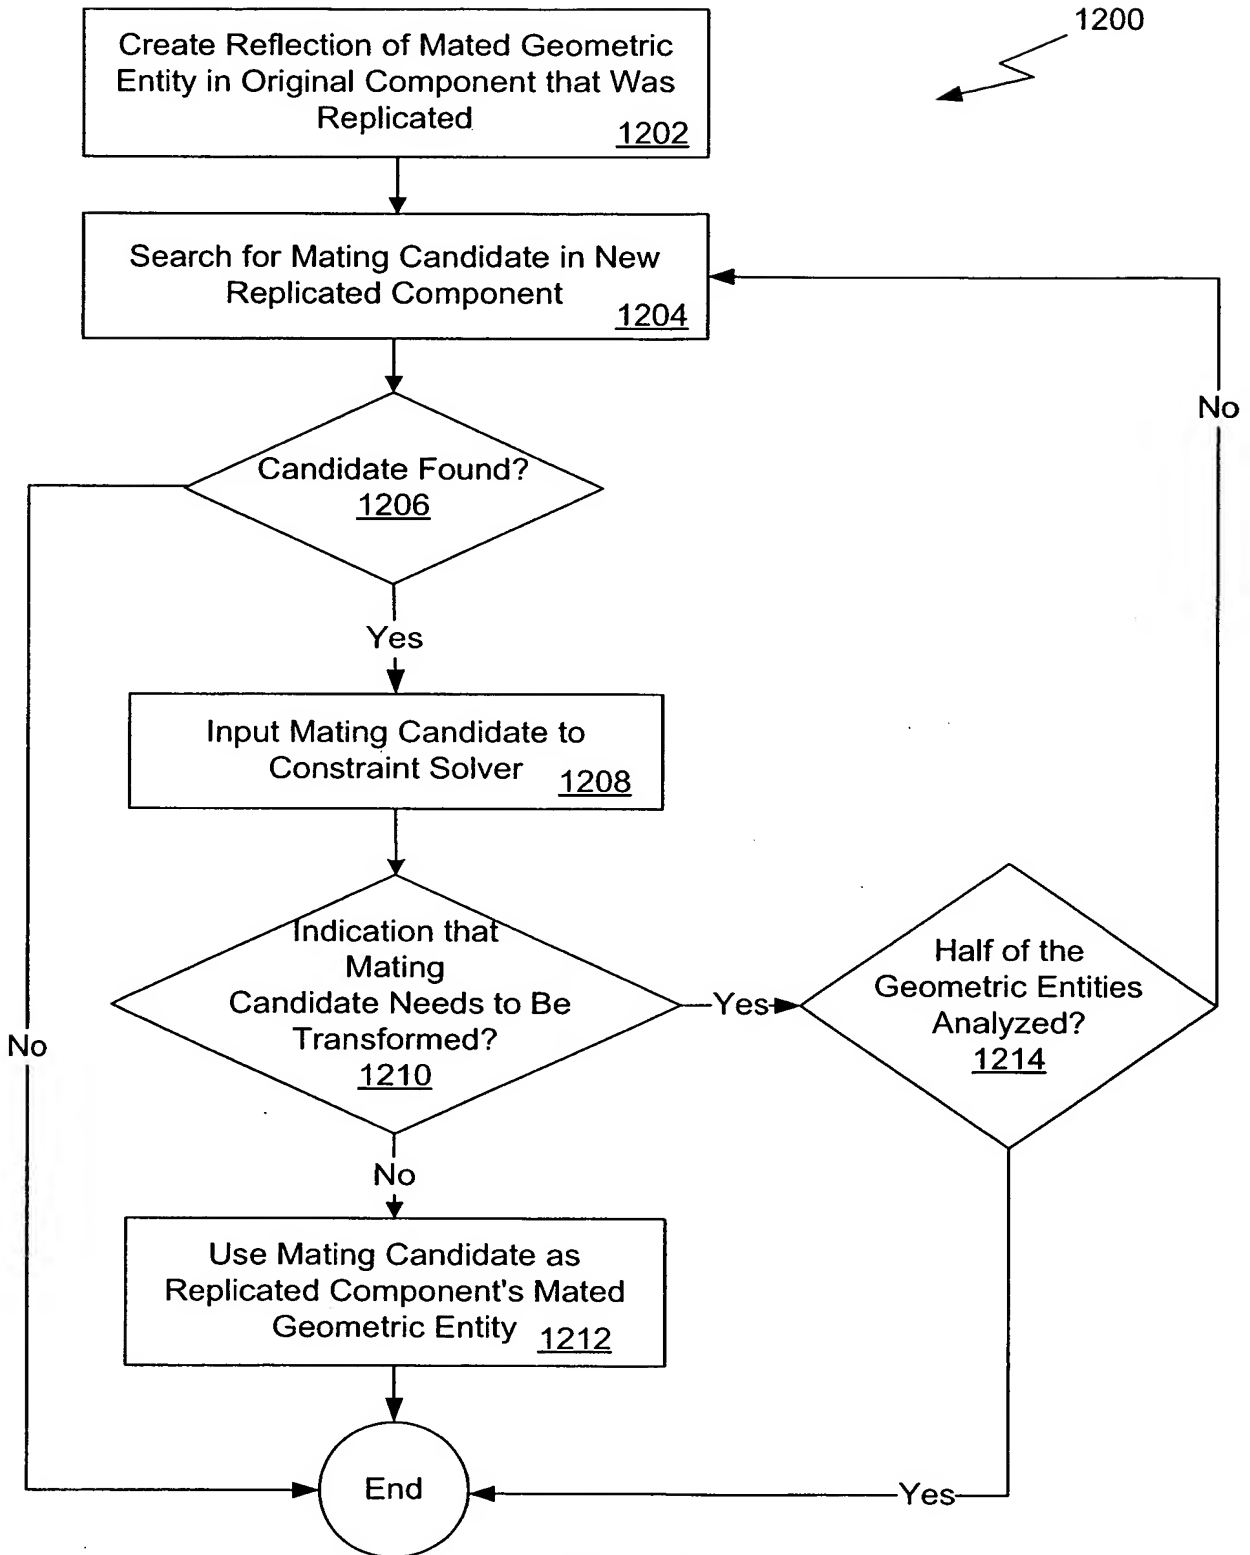 1200
Create Reflection of Mated Geometric
Entity in Original Component that Was
Replicated
1202
Search for Mating Candidate in New
Replicated Component
1204
No
Candidate Found?
1206
Yes
Input Mating Candidate to
Constraint Solver
1208
Indication that
Mating
Candidate Needs to Be
Transformed?
1210
Yes
Half of the
Geometric Entities
Analyzed?
1214
No
No
Use Mating Candidate as
Replicated Component's Mated
Geometric Entity
1212
End
Yes